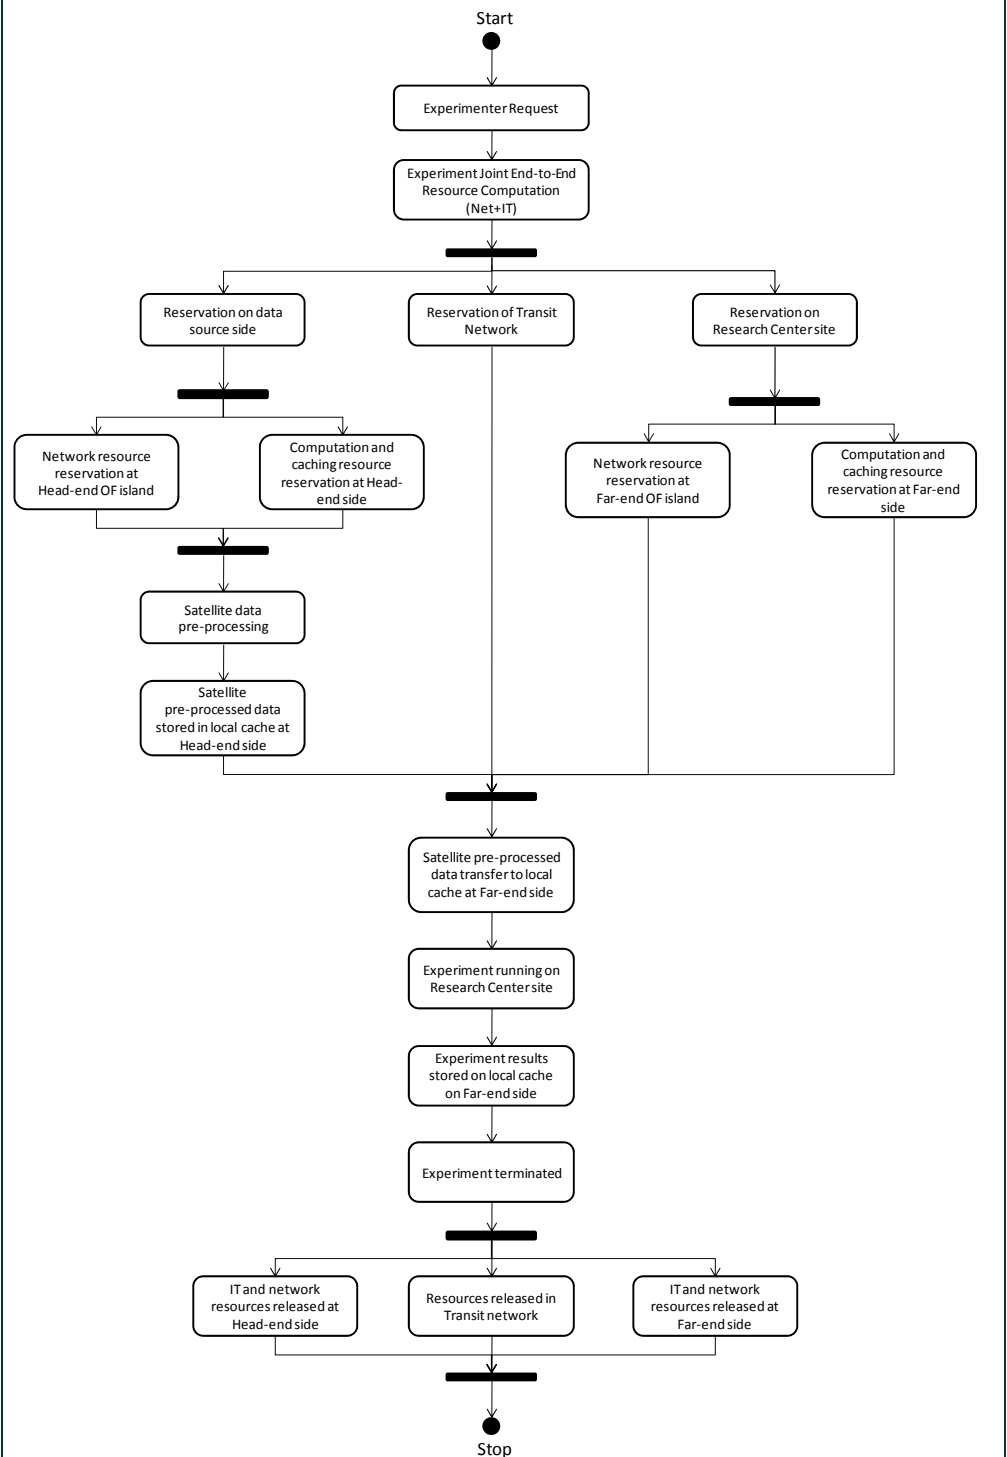 Start
Experimenter Request
Experiment Joint End-to-End
Resource Computation
(Net+IT)
Reservation on data
source side
Reservation of Transit
Network
Reservation on
Research Center site
Network resource
reservation at
Head-end OF island
Computation and
caching resource
reservation at Head-
end side
Network resource
reservation at
Far-end OF island
Computation and
caching resource
reservation at Far-end
side
Satellite data
pre-processing
Satellite
pre-processed data
stored in local cache at
Head-end side
Satellite pre-processed
data transfer to local
cache at Far-end side
Experiment running on
Research Center site
Experiment results
stored on local cache
on Far-end side
Experiment terminated
IT and network
resources released at
Head-end side
Resources released in
Transit network
IT and network
resources released at
Far-end side
Stop